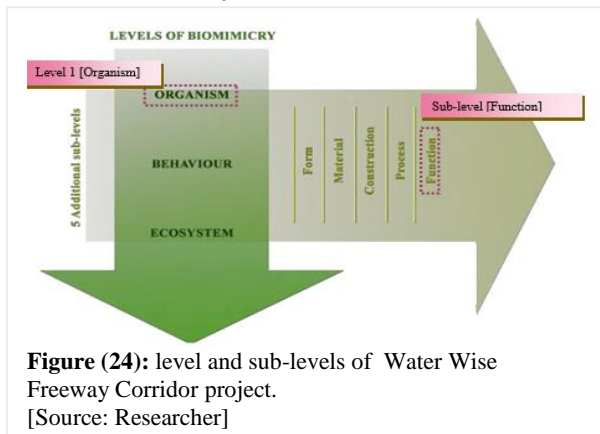 LEVELS OF BIOMIMICRY
Level 1 [Organism]
ORGANISM
Sub-level [Function]
5 Additional sub-levels
BEHAVIOUR
ECOSYSTEM
Form
Material
Construction
Process
Function
Figure (24): level and sub-levels of Water Wise
Freeway Corridor project.
[Source: Researcher]